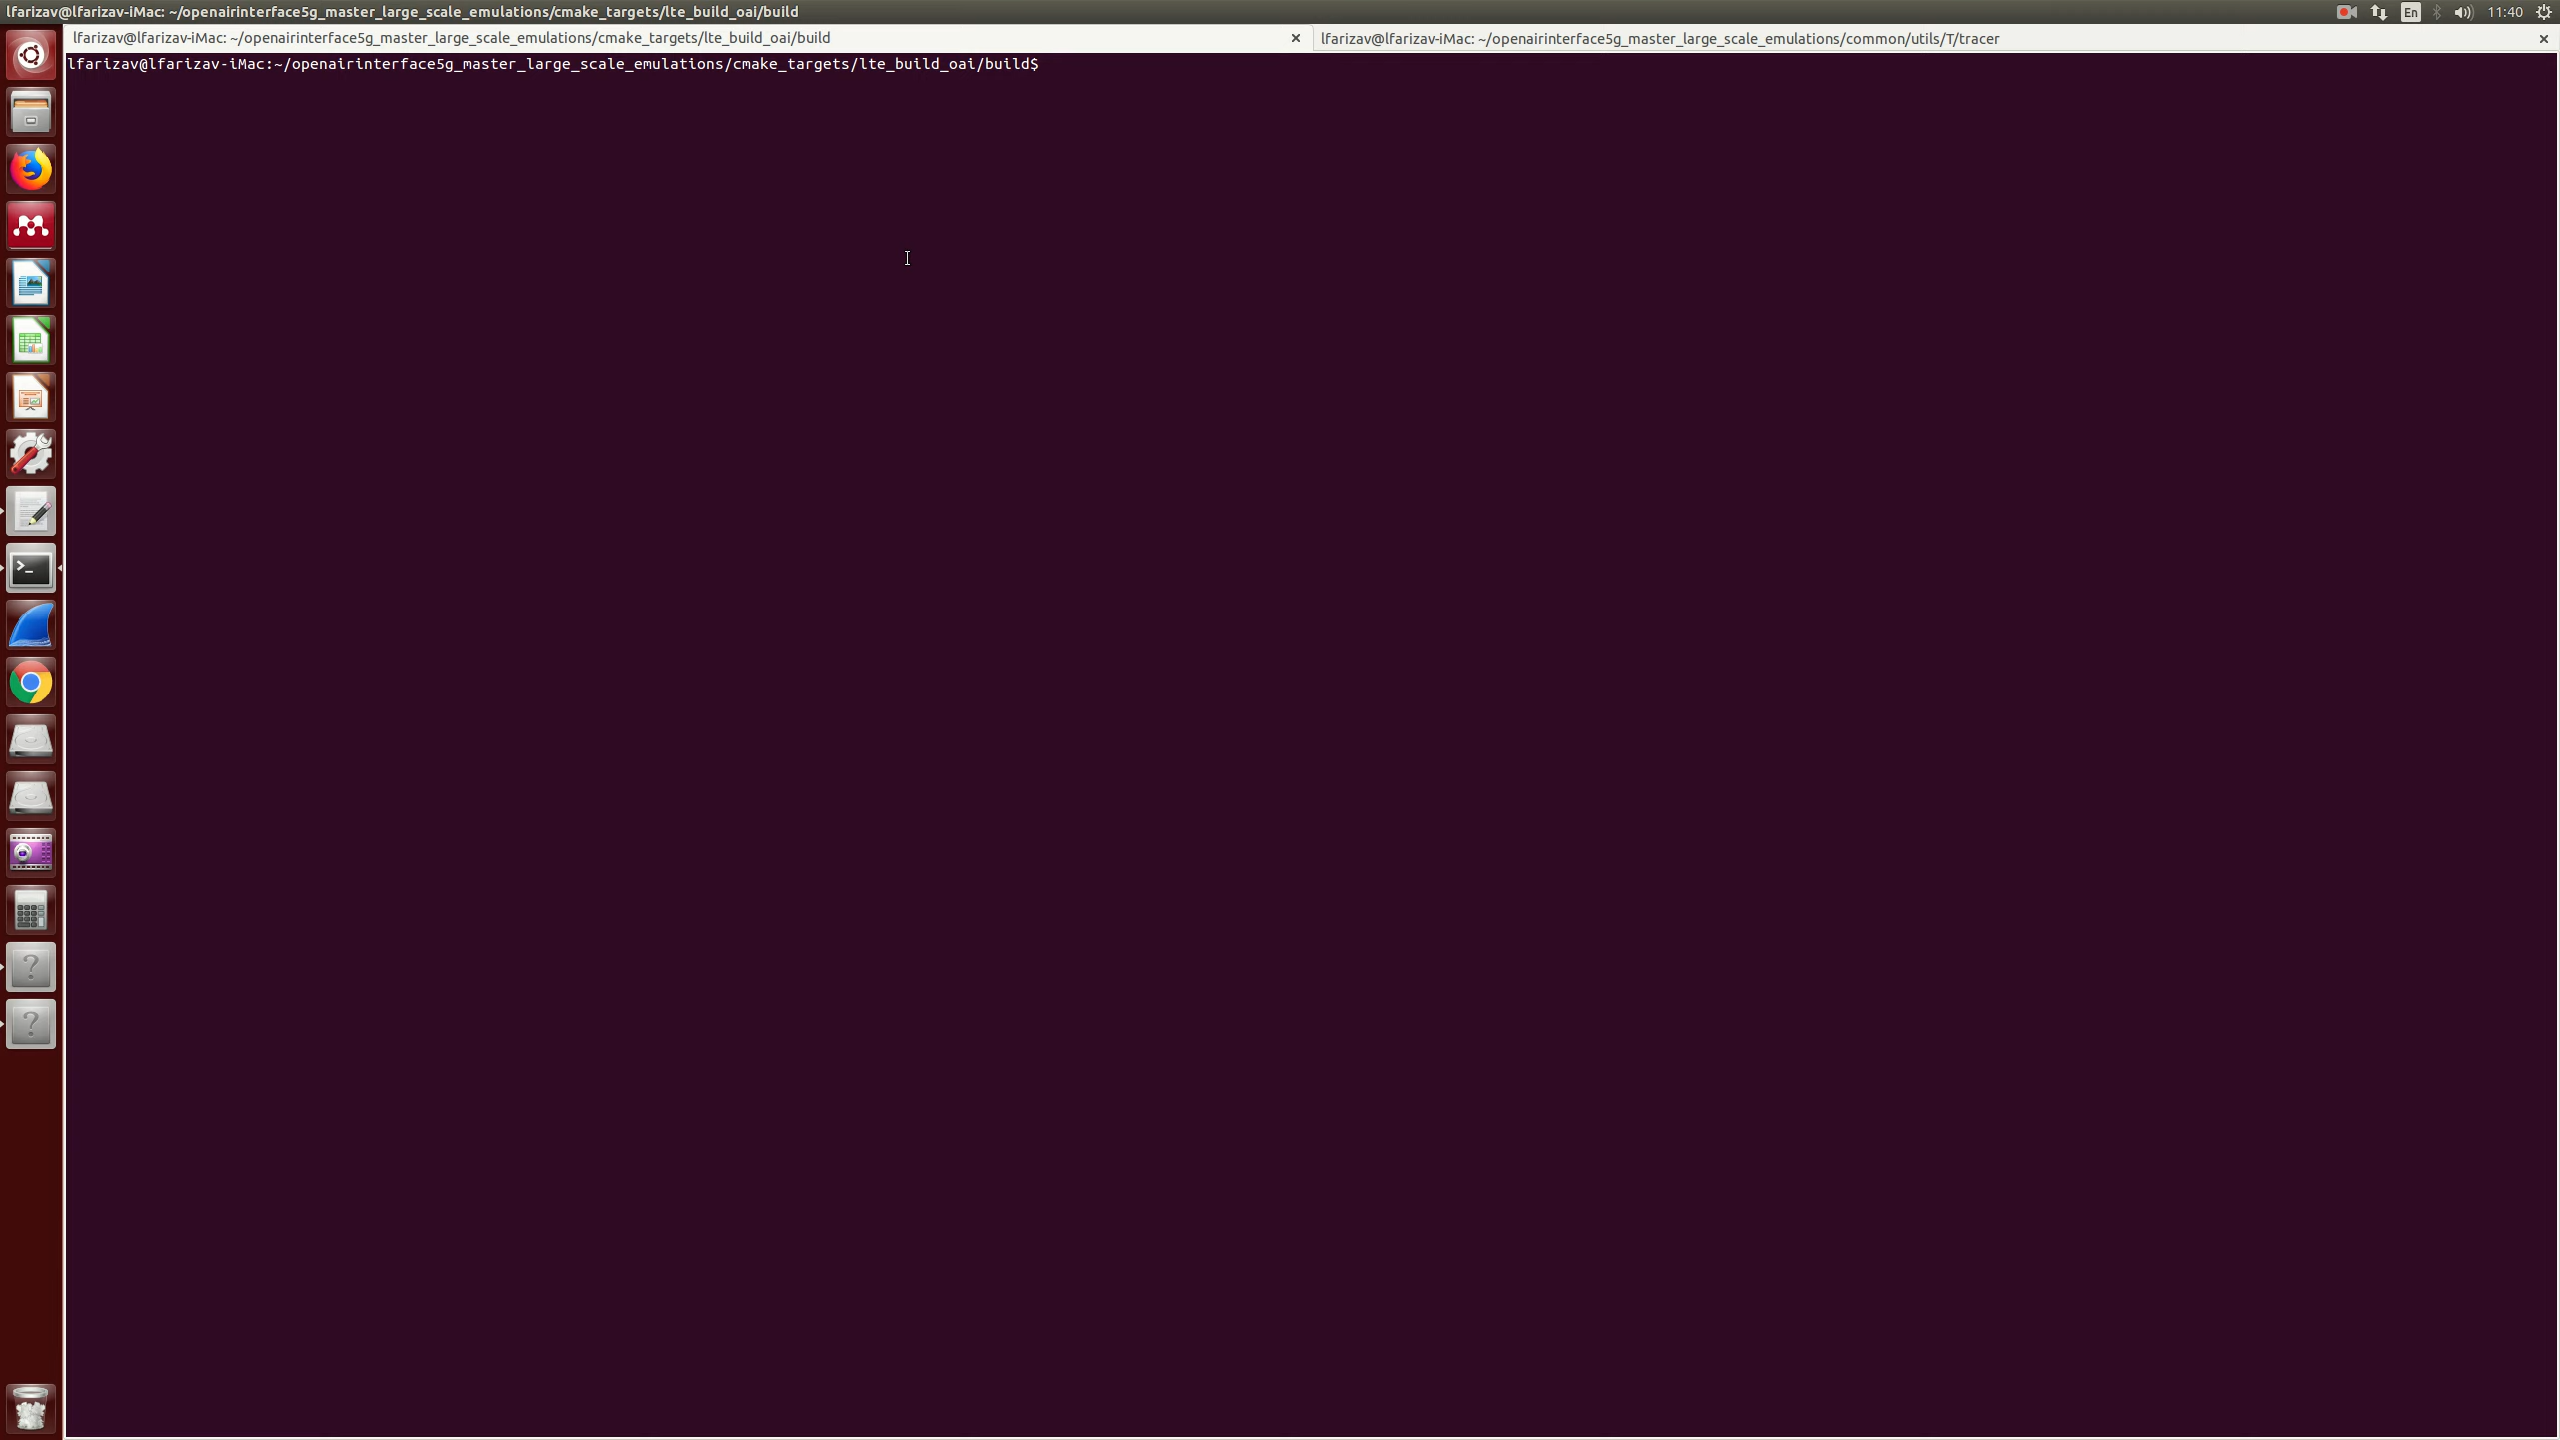 lfarizav@lfarizav-iMac: ~/openairinterface5g_master_large_scale_emulations/cmake_targets/lte_build_oai/build
En
11:40
lfarizav@lfarizav-iMac: ~/openairinterface5g_master_large_scale_emulations/cmake_targets/lte_build_oai/build
lfarizav@lfarizav-iMac: ~/openairinterface5g_master_large_scale_emulations/common/utils/T/tracer
lfarizav@lfarizav-iMac:~/openairinterface5g_master_large_scale_emulations/cmake_targets/lte_build_oai/build$